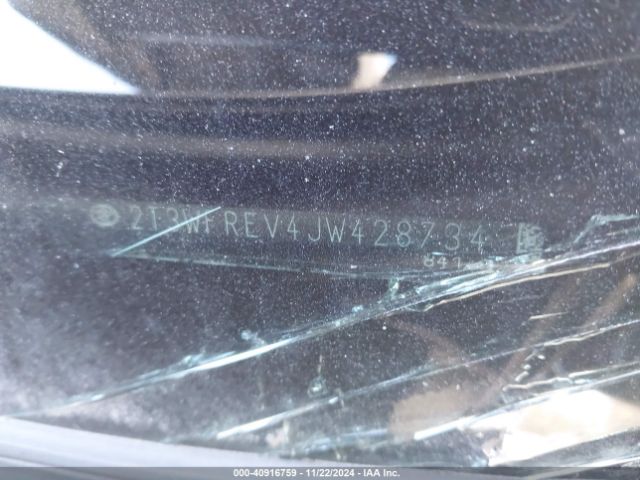 2T3WFREV4JW428734
000-40916759 - 11/22/2024 - IAA Inc.